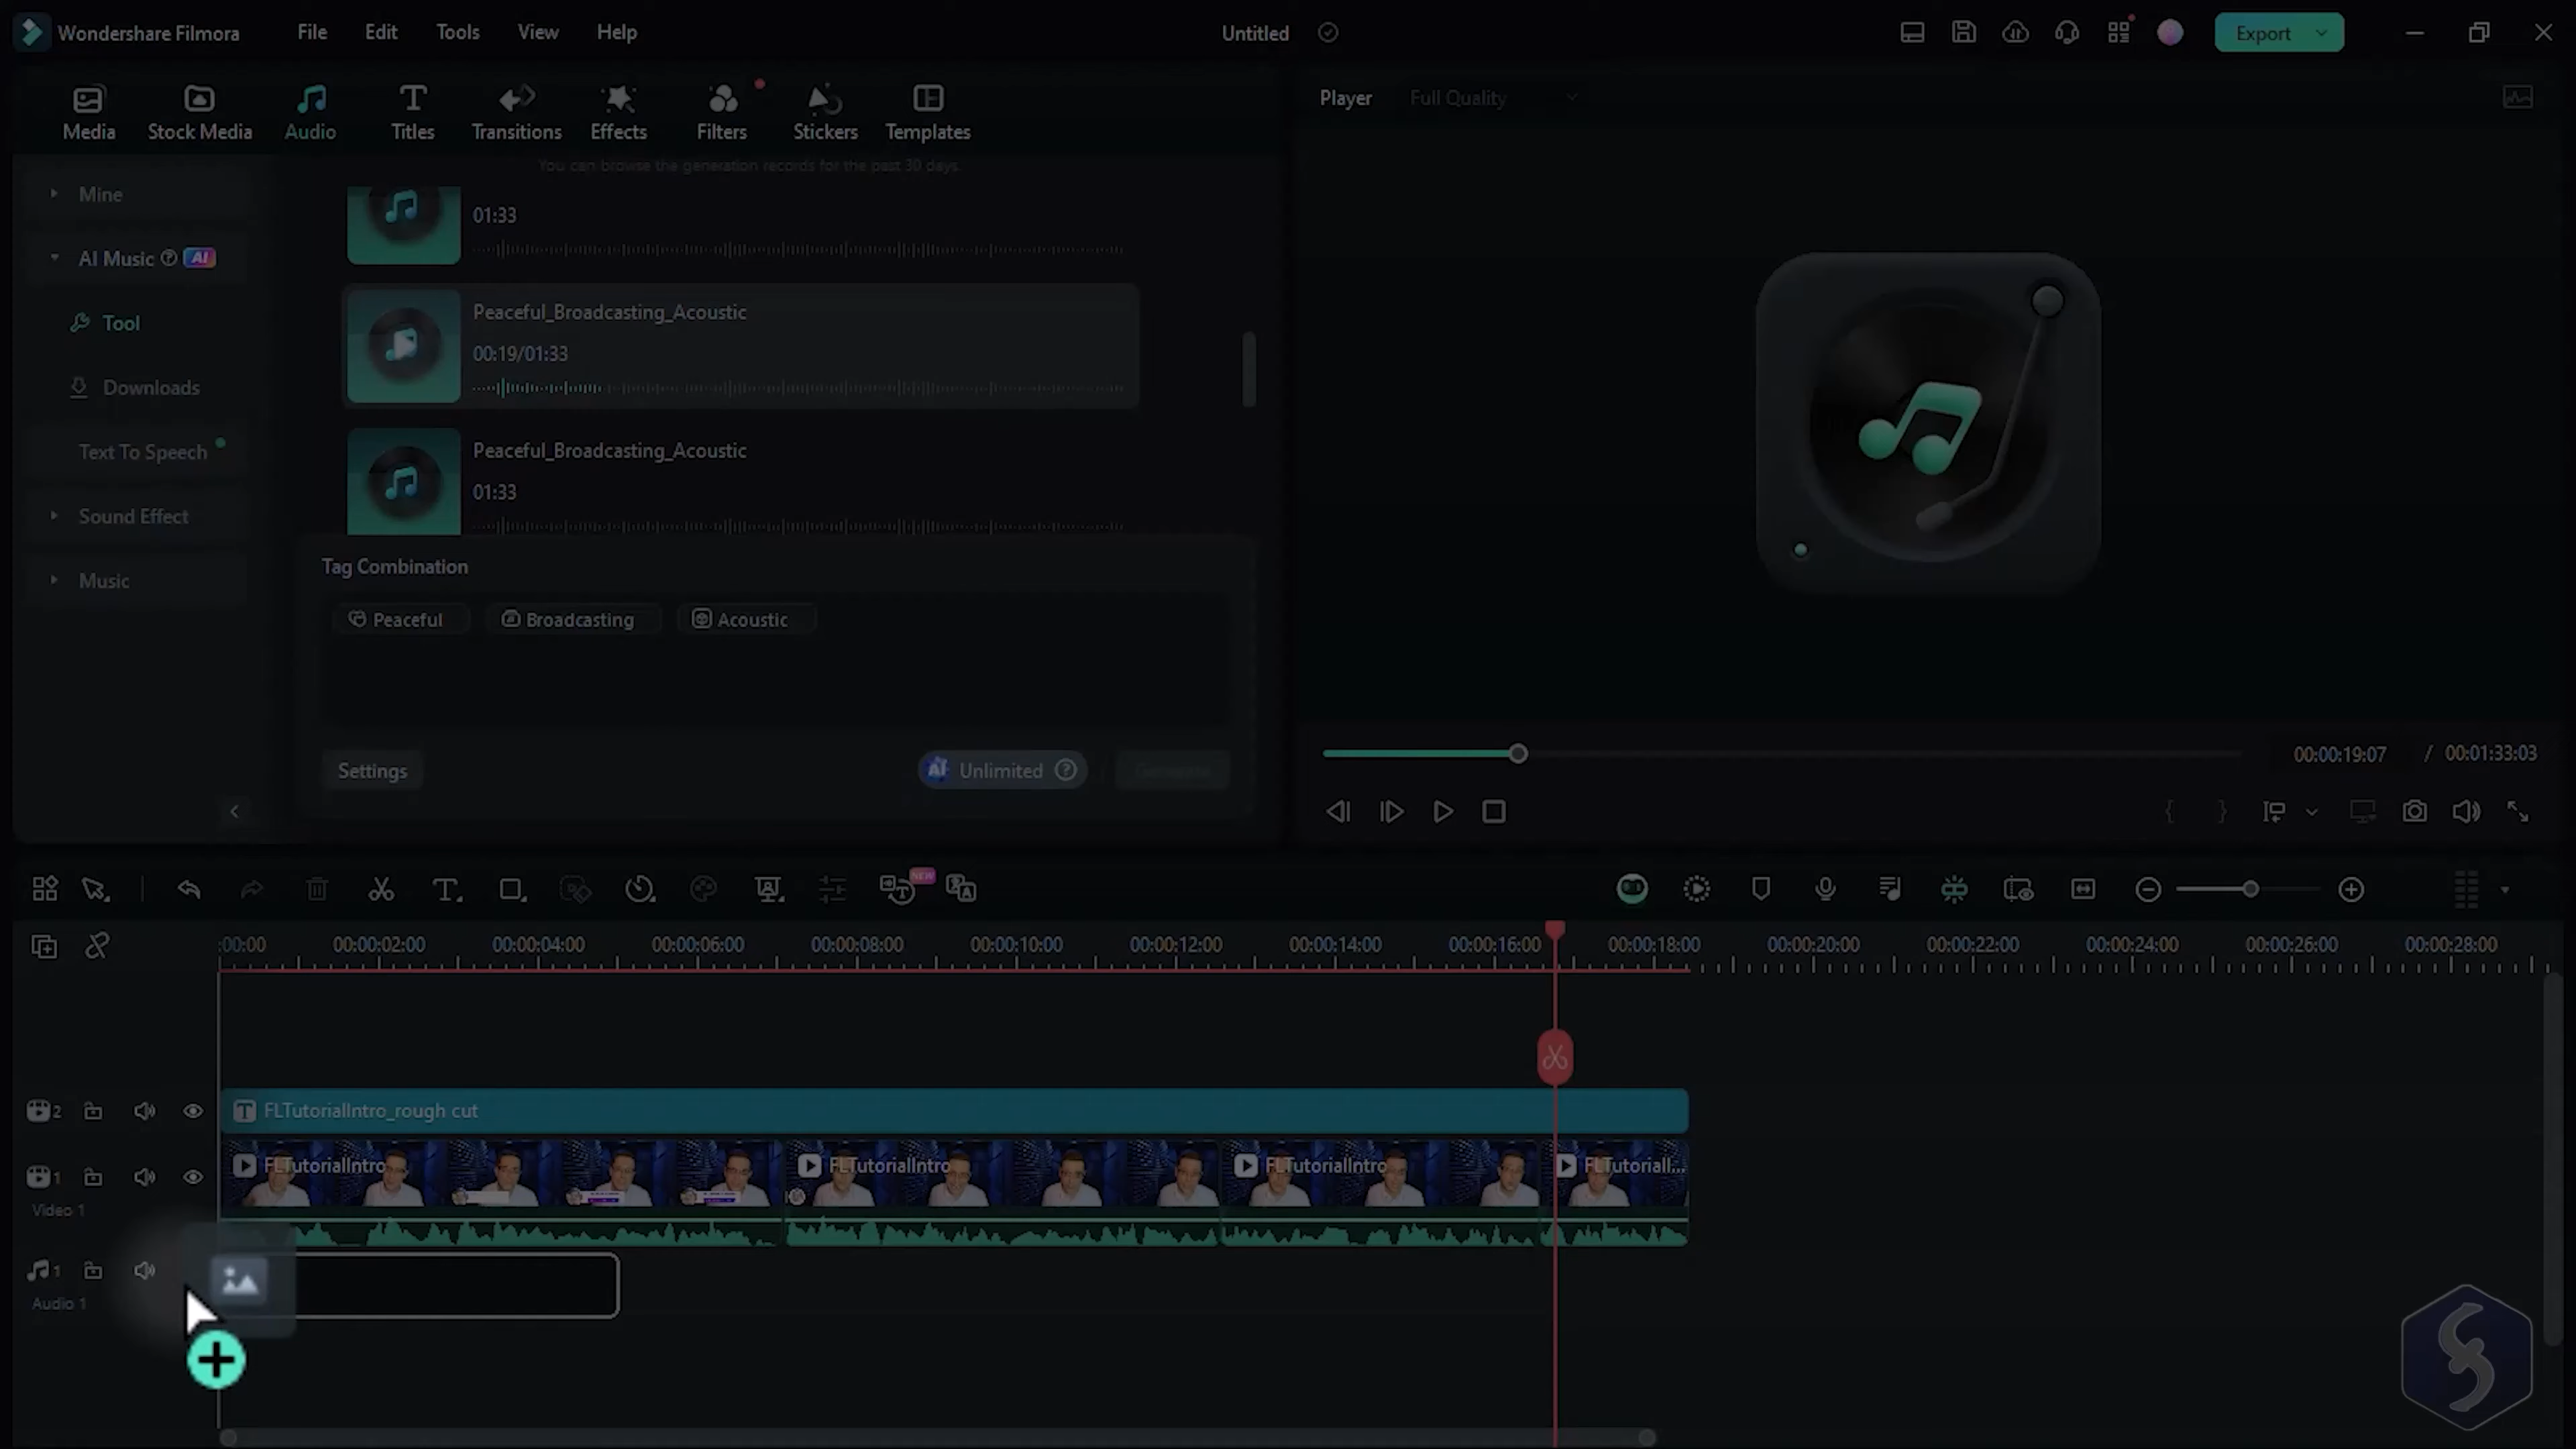 Wondershare Filmora File Edit Tools View Help Untitled Export
Media Stock Media Audio Titles Transitions Effects Filters Stickers Templates
Player Full Quality
You can browse the generation records for the past 30 days.
Mine
AI Music AI
Tool
Downloads
Text To Speech
Sound Effect
Music
01:33
Peaceful_Broadcasting_Acoustic
00:19/01:33
Peaceful_Broadcasting_Acoustic
01:33
Tag Combination
Peaceful Broadcasting Acoustic
Settings AI Unlimited Generate
00:00:19:07 / 00:01:33:03
NEW
:00:00 00:00:02:00 00:00:04:00 00:00:06:00 00:00:08:00 00:00:10:00 00:00:12:00 00:00:14:00 00:00:16:00 00:00:18:00 00:00:20:00 00:00:22:00 00:00:24:00 00:00:26:00 00:00:28:00
2 FLTutorialIntro_rough cut
1 FLTutorialIntro FLTutorialIntro FLTutorialIntro FLTutoriall...
Video 1
1
Audio 1